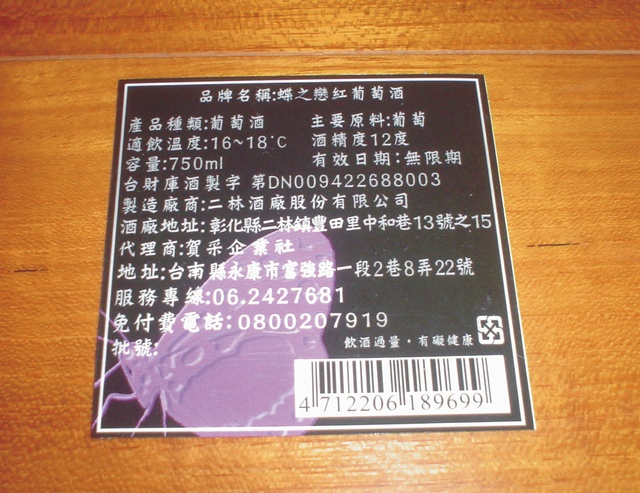 品牌名稱:蝶之戀紅葡萄酒
產品種類:葡萄酒 主要原料:葡萄
適飲溫度:16~18°C 酒精度12度
容量:750ml 有效日期:無限期
台財庫酒製字 第DN009422688003
製造廠商:二林酒廠股份有限公司
酒廠地址:彰化縣二林鎮豐田里中和巷13號之15
代理商:賀采企業社
地址:台南縣永康市富強路一段2巷8弄22號
服務專線:06.2427681
免付費電話:0800207919
批號:
飲酒過量·有礙健康
4 712206 189699